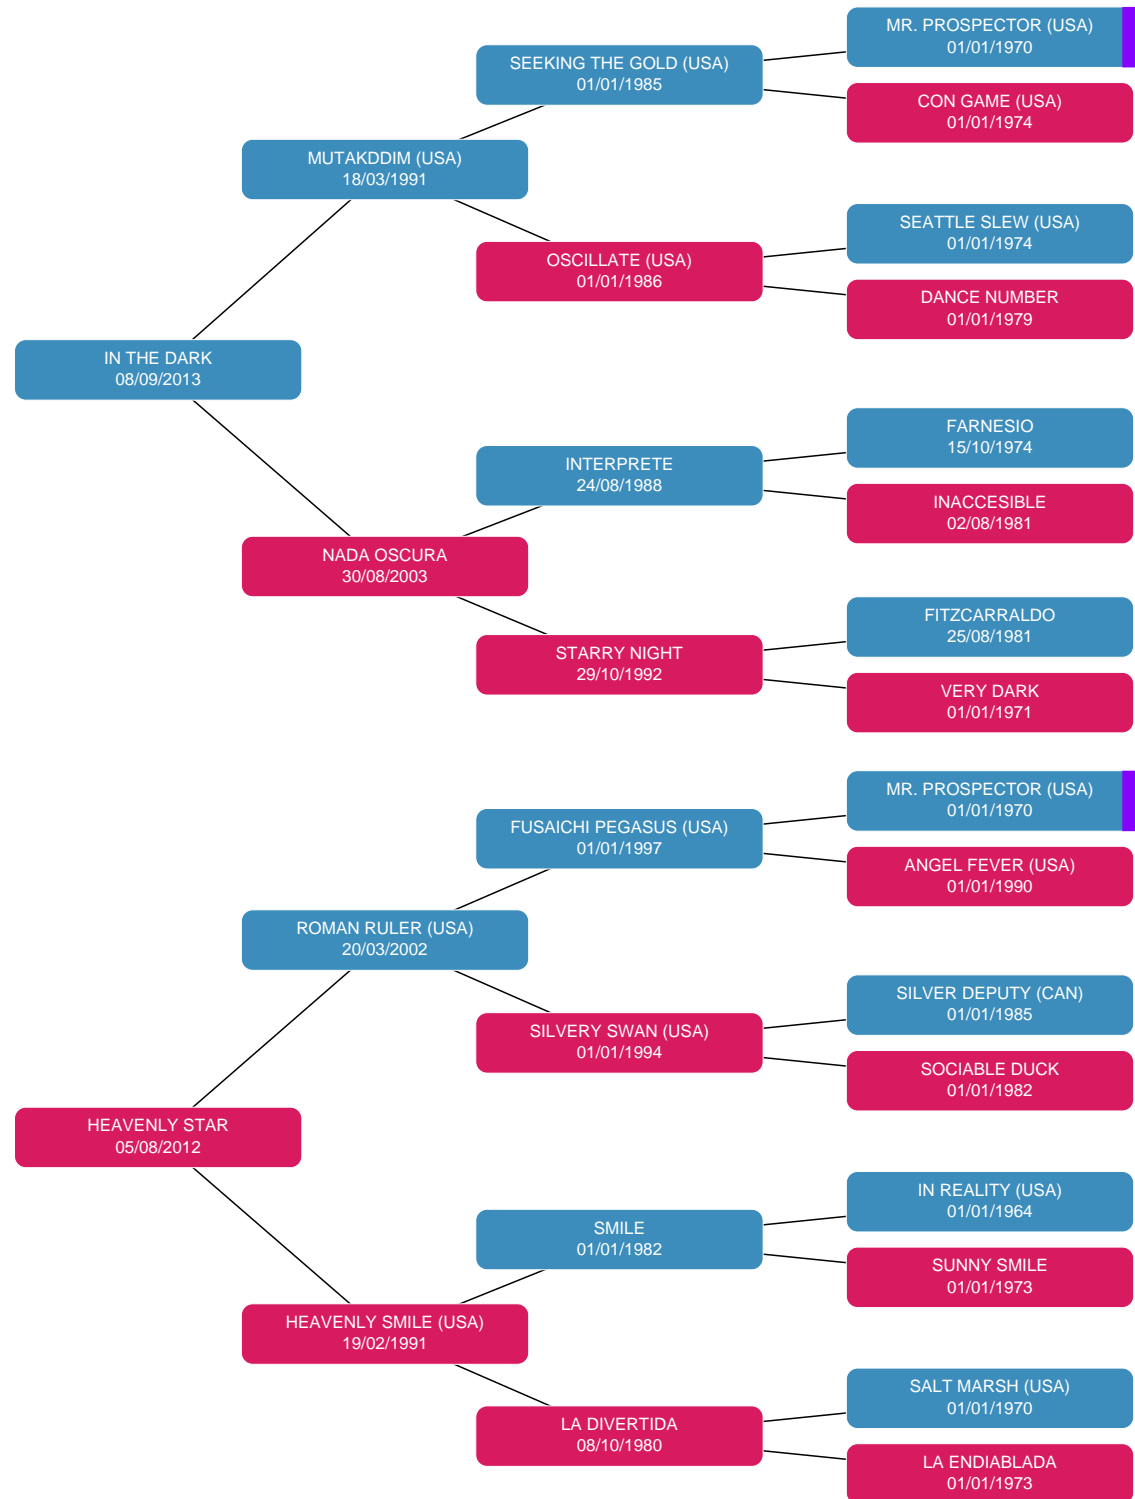 MR. PROSPECTOR (USA)
01/01/1970
SEEKING THE GOLD (USA)
01/01/1985
CON GAME (USA)
01/01/1974
MUTAKDDIM (USA)
18/03/1991
SEATTLE SLEW (USA)
01/01/1974
OSCILLATE (USA)
01/01/1986
DANCE NUMBER
01/01/1979
IN THE DARK
08/09/2013
FARNESIO
15/10/1974
INTERPRETE
24/08/1988
INACCESIBLE
02/08/1981
NADA OSCURA
30/08/2003
FITZCARRALDO
25/08/1981
STARRY NIGHT
29/10/1992
VERY DARK
01/01/1971
MR. PROSPECTOR (USA)
01/01/1970
FUSAICHI PEGASUS (USA)
01/01/1997
ANGEL FEVER (USA)
01/01/1990
ROMAN RULER (USA)
20/03/2002
SILVER DEPUTY (CAN)
01/01/1985
SILVERY SWAN (USA)
01/01/1994
SOCIABLE DUCK
01/01/1982
HEAVENLY STAR
05/08/2012
IN REALITY (USA)
01/01/1964
SMILE
01/01/1982
SUNNY SMILE
01/01/1973
HEAVENLY SMILE (USA)
19/02/1991
SALT MARSH (USA)
01/01/1970
LA DIVERTIDA
08/10/1980
LA ENDIABLADA
01/01/1973